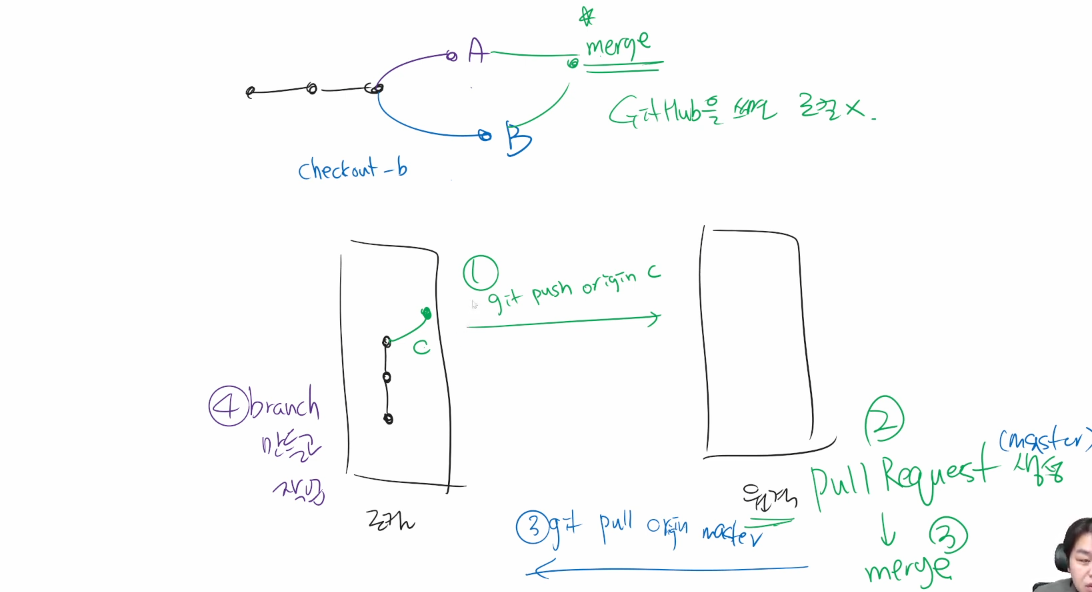 *
A
merge
GitHub을 쓰면 로컬 X.
B
checkout -b
①
git push origin C
C
④ branch
만들고
작업
로컬
②
(master)
Pull Request 생성
원격
③ git pull origin master
↓ ③
merge